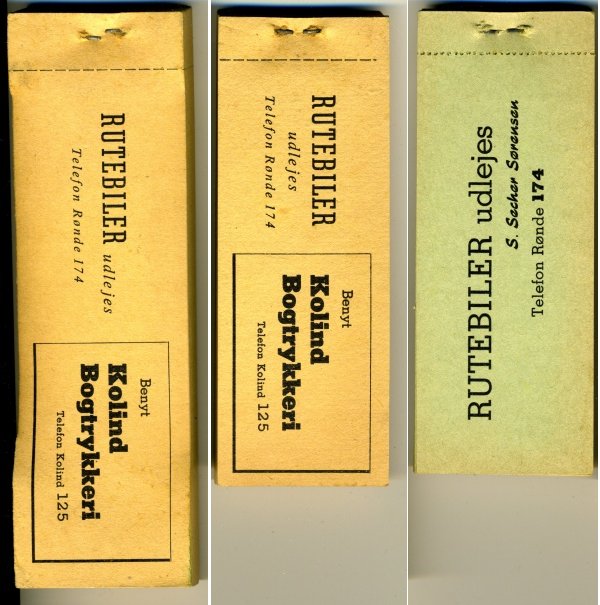 RUTEBILER udlejes
Telefon Rønde 174
Benyt
Kolind
Bogtrykkeri
Telefon Kolind 125
RUTEBILER
udlejes
Telefon Rønde 174
Benyt
Kolind
Bogtrykkeri
Telefon Kolind 125
RUTEBILER udlejes
S. Sachar Sørensen
Telefon Rønde 174